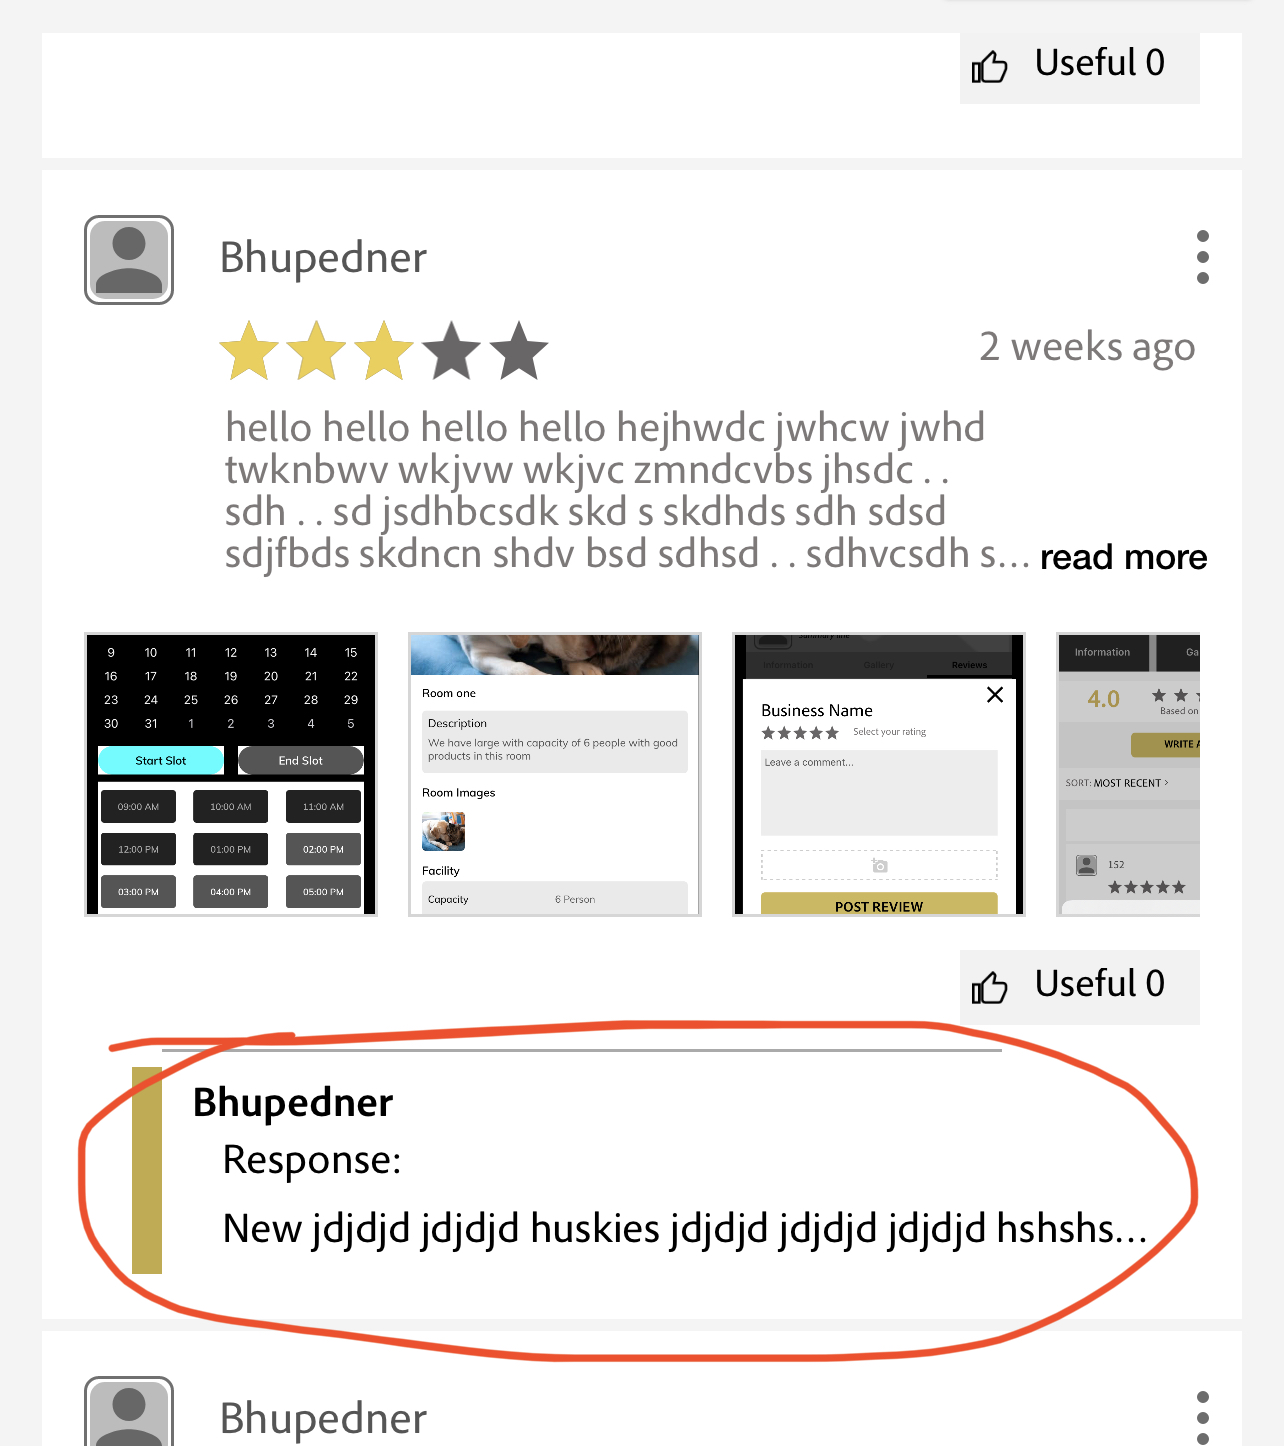 Useful 0
Bhupedner
2 weeks ago
hello hello hello hello hejhwdc jwhcw jwhd
twknbwv wkjvw wkjvc zmndcvbs jhsdc . .
sdh . . sd jsdhbcsdk skd s skdhds sdh sdsd
sdjfbds skdncn shdv bsd sdhsd . . sdhvcsdh s... read more
9 10 11 12 13 14 15
16 17 18 19 20 21 22
23 24 25 26 27 28 29
30 31 1 2 3 4 5
Start Slot End Slot
09:00 AM 10:00 AM 11:00 AM
12:00 PM 01:00 PM 02:00 PM
03:00 PM 04:00 PM 05:00 PM
Room one
Description
We have large with capacity of 6 people with good
products in this room
Room Images
Facility
Capacity 6 Person
Summary line
Information Gallery Reviews
Business Name
Select your rating
Leave a comment...
POST REVIEW
Information Ga
4.0
Based on
WRITE A
SORT: MOST RECENT >
152
Useful 0
Bhupedner
Response:
New jdjdjd jdjdjd huskies jdjdjd jdjdjd jdjdjd hshshs...
Bhupedner